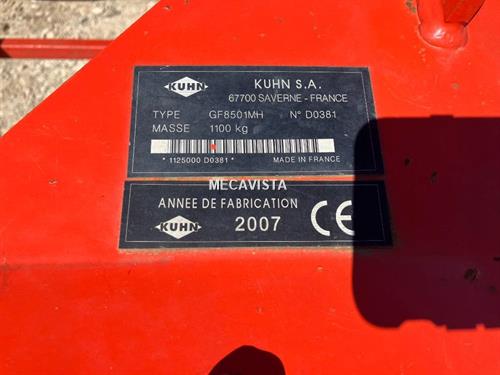 KUHN
KUHN S.A.
67700 SAVERNE - FRANCE
TYPE GF8501MH N° D0381
MASSE 1100 kg
* 1125000 D0381 * MADE IN FRANCE
MECAVISTA
ANNEE DE FABRICATION
KUHN 2007 CE